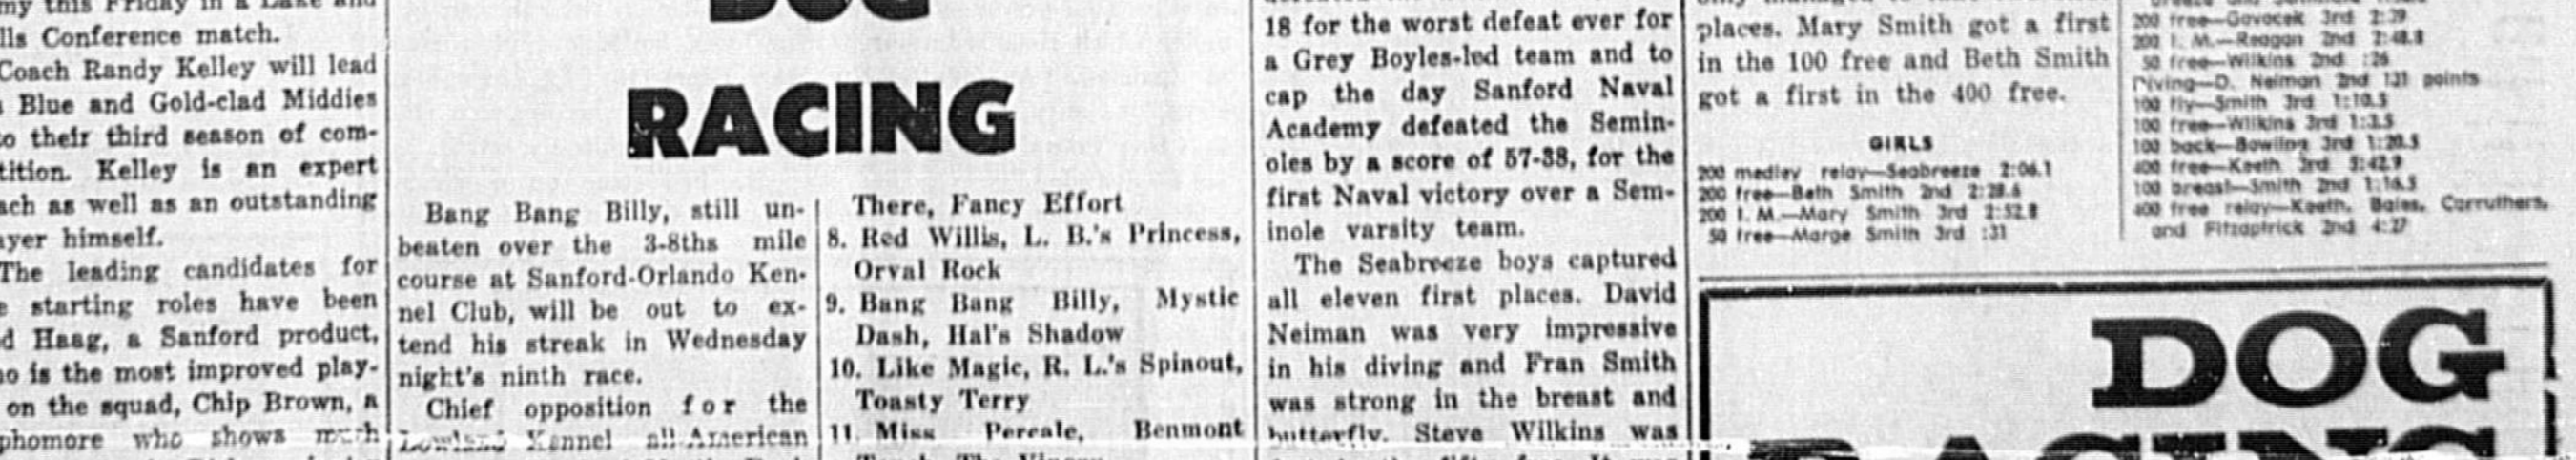 my this Friday in a Lake and
lls Conference match.
Coach Randy Kelley will lead
Blue and Gold-clad Middies
to their third season of com-
tition. Kelley is an expert
ach as well as an outstanding
ayer himself.
The leading candidates for
e starting roles have been
d Haag, a Sanford product,
ho is the most improved play-
on the squad, Chip Brown, a
phomore who shows much
DOG
RACING
Bang Bang Billy, still un-
beaten over the 3-8ths mile
course at Sanford-Orlando Ken-
nel Club, will be out to ex-
tend his streak in Wednesday
night's ninth race.
Chief opposition for the
Kennel all American
There, Fancy Effort
8. Red Willis, L. B.'s Princess,
Orval Rock
9. Bang Bang Billy, Mystic
Dash, Hal's Shadow
10. Like Magic, R. L.'s Spinout,
Toasty Terry
11. Miss Percale, Benmont
18 for the worst defeat ever for
a Grey Boyles-led team and to
cap the day Sanford Naval
Academy defeated the Semin-
oles by a score of 57-38, for the
first Naval victory over a Sem-
inole varsity team.
The Seabreeze boys captured
all eleven first places. David
Neiman was very impressive
in his diving and Fran Smith
was strong in the breast and
butterfly. Steve Wilkins was
places. Mary Smith got a first
in the 100 free and Beth Smith
got a first in the 400 free.
GIRLS
200 medley relay—Seabreeze 2:06.1
200 free—Beth Smith 2nd 2:28.6
200 I. M.—Mary Smith 3rd 2:52.8
50 free—Marge Smith 3rd :31
200 free—Govocek 3rd 2:39
200 I. M.—Reagan 2nd 2:48.8
50 free—Wilkins 2nd :26
Diving—D. Neiman 2nd 131 points
100 fly—Smith 3rd 1:10.5
100 free—Wilkins 3rd 1:3.5
100 back—Bowling 3rd 1:20.5
400 free—Keeth 3rd 5:42.9
100 breast—Smith 2nd 1:16.5
400 free relay—Keeth, Bales, Carruthers,
and Fitzaptrick 2nd 4:27
DOG
RACING